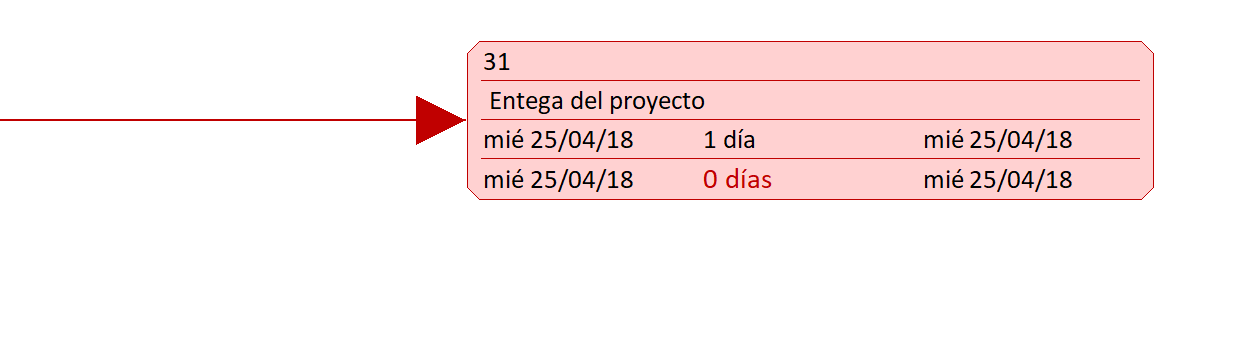 31
Entega del proyecto
mié 25/04/18 1 día mié 25/04/18
mié 25/04/18 0 días mié 25/04/18